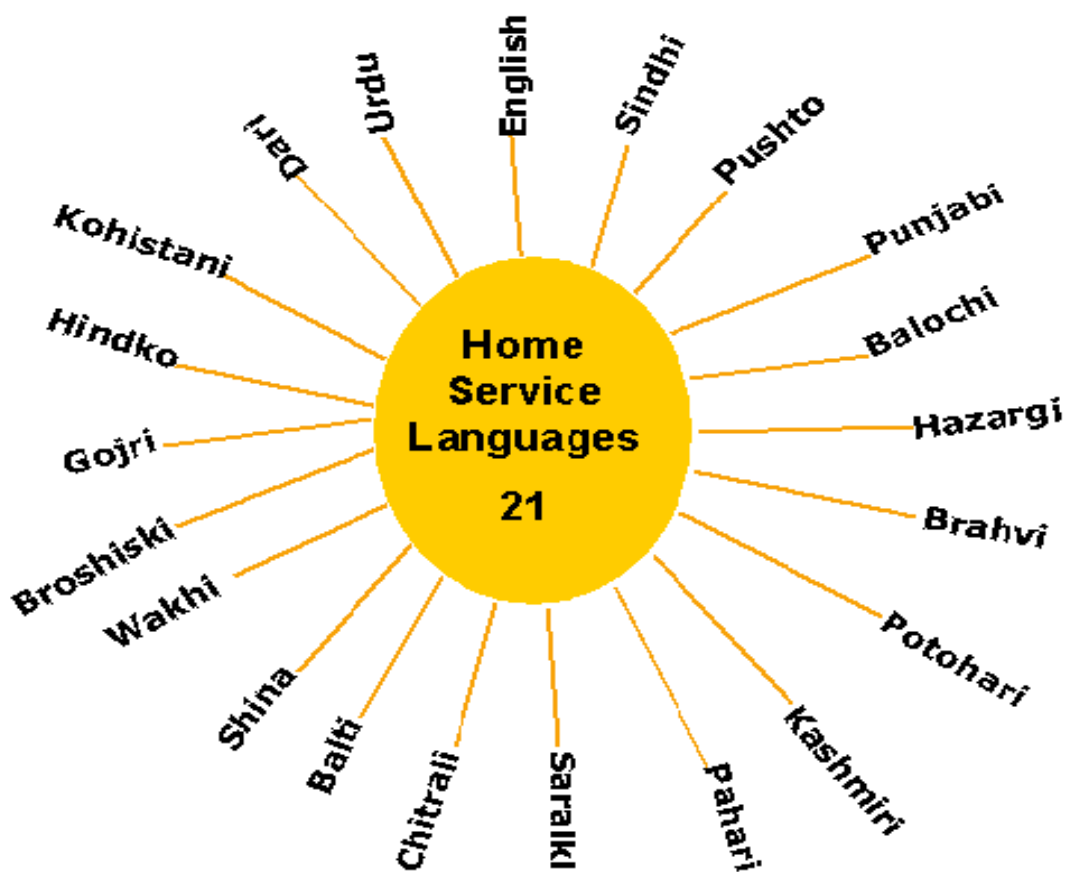 Home
Service
Languages
21
English
Sindhi
Pushto
Punjabi
Balochi
Hazargi
Brahvi
Potohari
Kashmiri
Pahari
Saraiki
Chitrali
Balti
Shina
Wakhi
Broshiski
Gojri
Hindko
Kohistani
Dari
Urdu